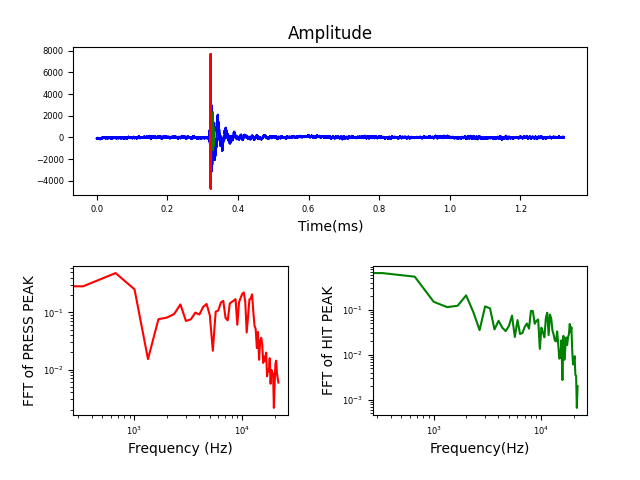 Amplitude
8000
6000
4000
2000
0
−2000
−4000
0.0 0.2 0.4 0.6 0.8 1.0 1.2
Time(ms)
FFT of PRESS PEAK
10⁻¹
10⁻²
10³ 10⁴
Frequency (Hz)
FFT of HIT PEAK
10⁻¹
10⁻²
10⁻³
10³ 10⁴
Frequency(Hz)